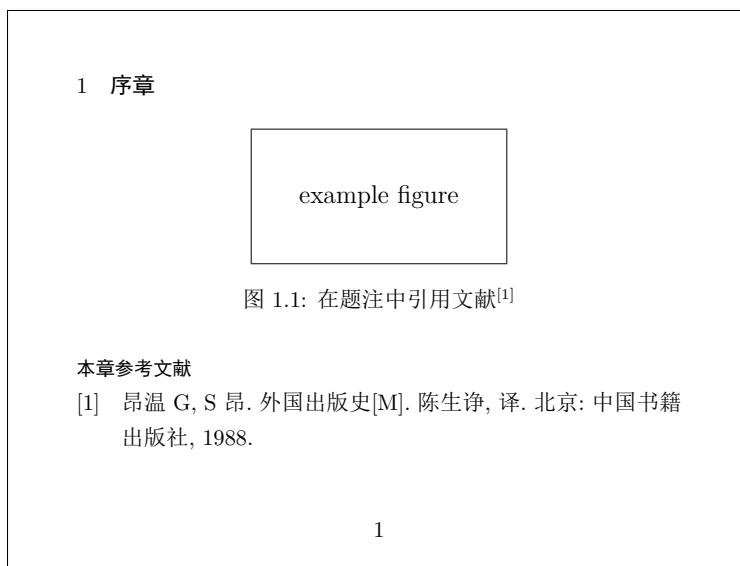 1 序章
example figure
图 1.1: 在题注中引用文献[1]
本章参考文献
[1] 昂温 G, S 昂. 外国出版史[M]. 陈生诤, 译. 北京: 中国书籍
出版社, 1988.
1